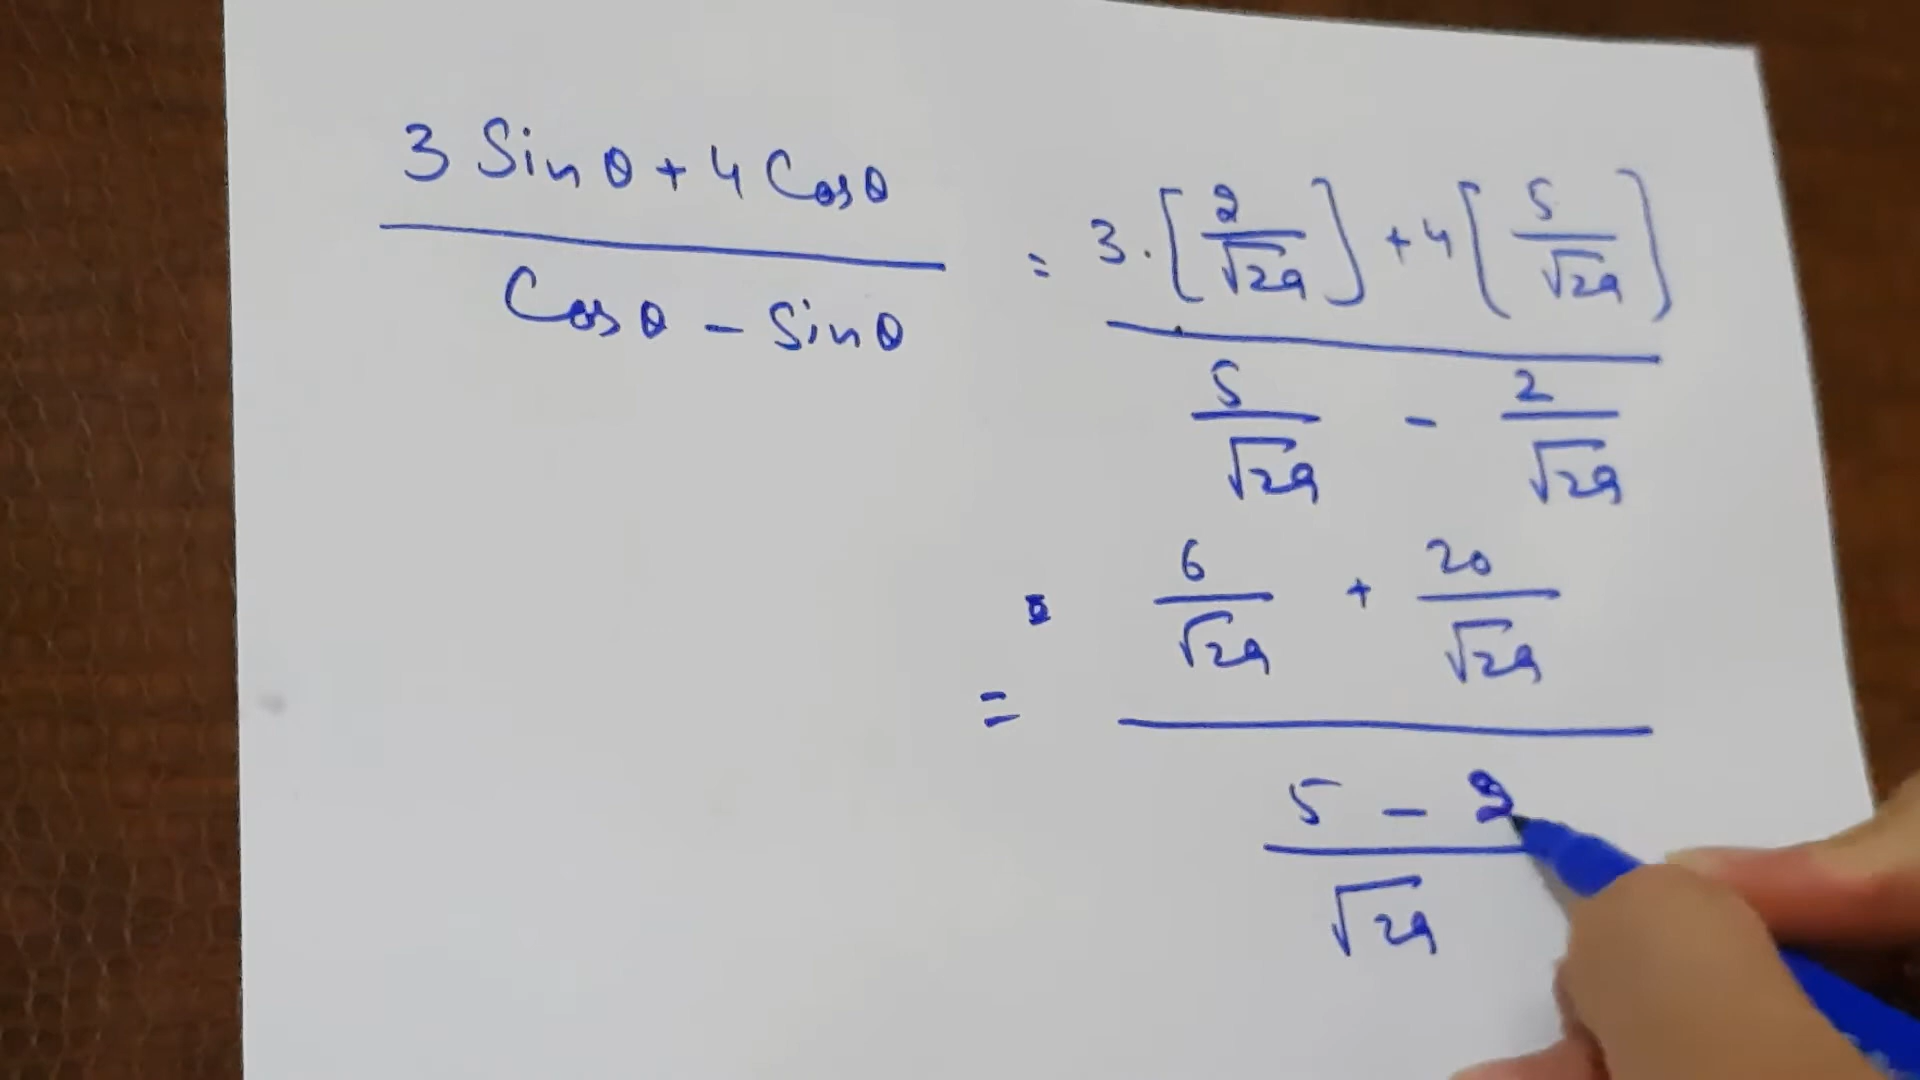 3 Sinθ + 4 Cosθ
Cosθ - Sinθ
= 3 . [ 2 / √29 ] + 4 [ 5 / √29 ]
5 / √29 - 2 / √29
6 / √29 + 20 / √29
=
5 - 2
√29